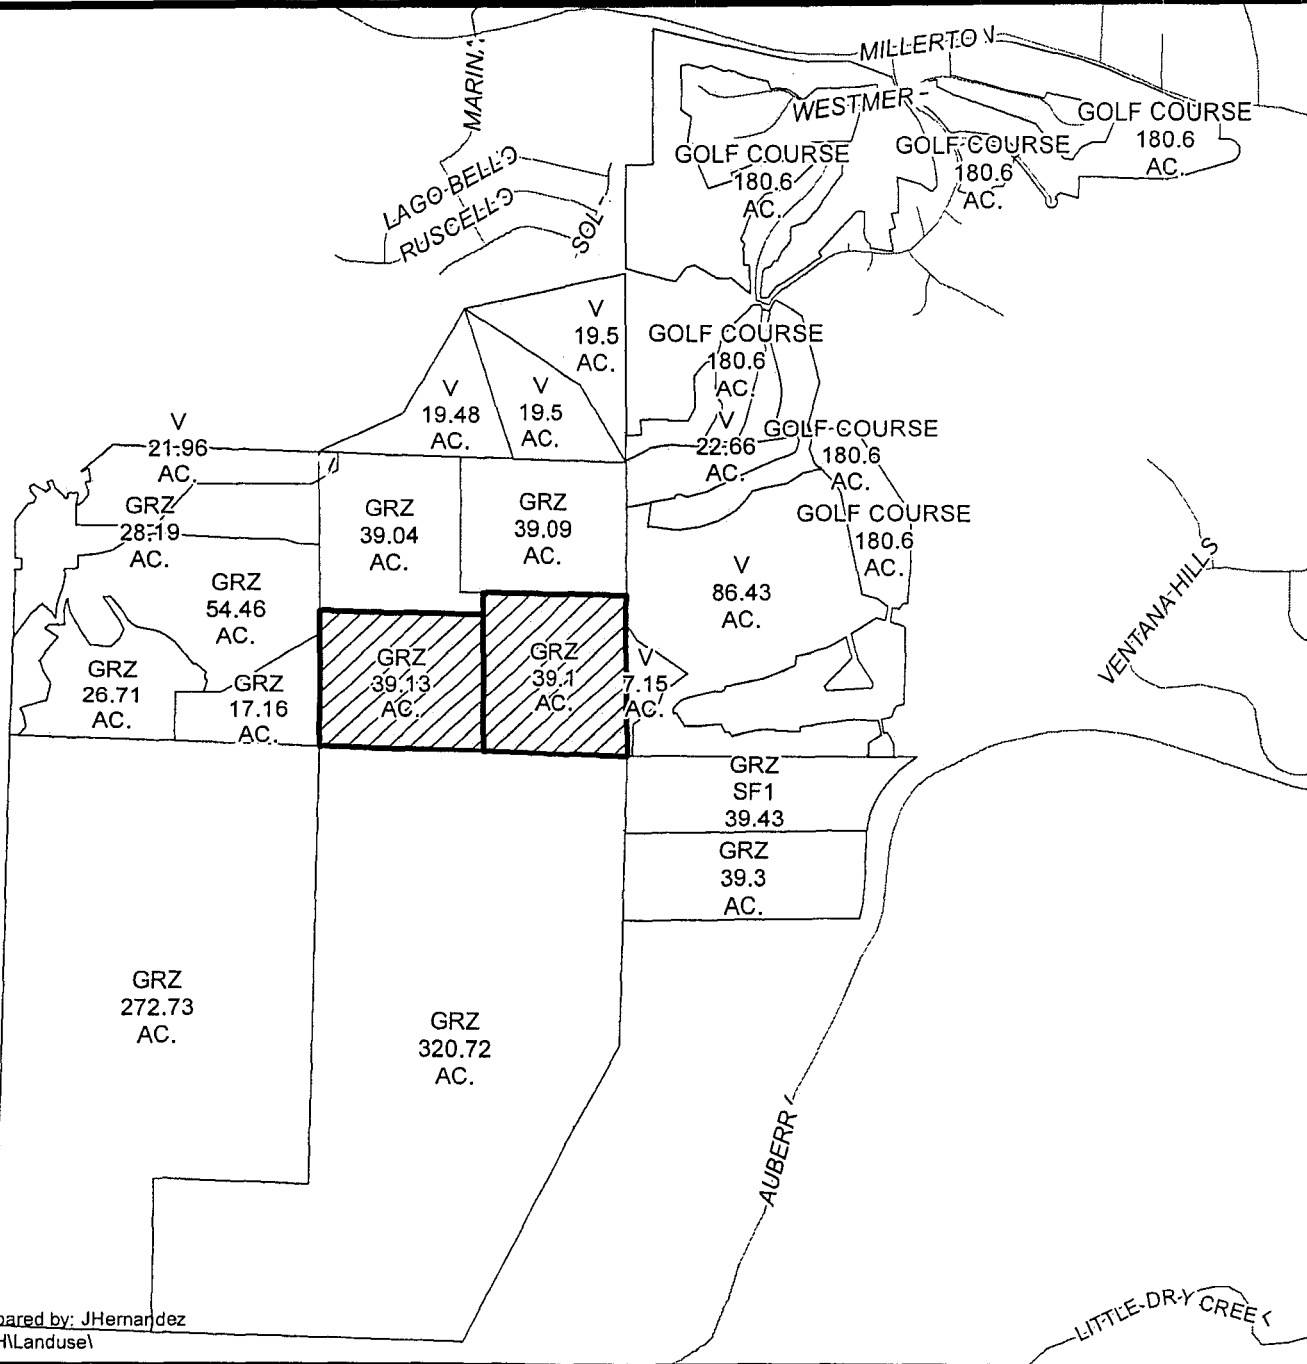 MILLERTON
MARINA
WESTMER
GOLF COURSE
180.6
AC.
GOLF COURSE
180.6
AC.
GOLF COURSE
180.6
AC.
LAGO BELLO
RUSCELLO
SOL
V
19.5
AC.
GOLF COURSE
180.6
AC.
V
19.48
AC.
V
19.5
AC.
V
22.66
AC.
GOLF COURSE
180.6
AC.
V
21.96
AC.
GRZ
28.19
AC.
GRZ
39.04
AC.
GRZ
39.09
AC.
GOLF COURSE
180.6
AC.
GRZ
54.46
AC.
V
86.43
AC.
VENTANA HILLS
GRZ
26.71
AC.
GRZ
17.16
AC.
GRZ
39.13
AC.
GRZ
39.1
AC.
V
7.15
AC.
GRZ
SF1
39.43
GRZ
39.3
AC.
GRZ
272.73
AC.
GRZ
320.72
AC.
AUBERRY
LITTLE DRY CREEK
pared by: JHernandez
H\Landuse\